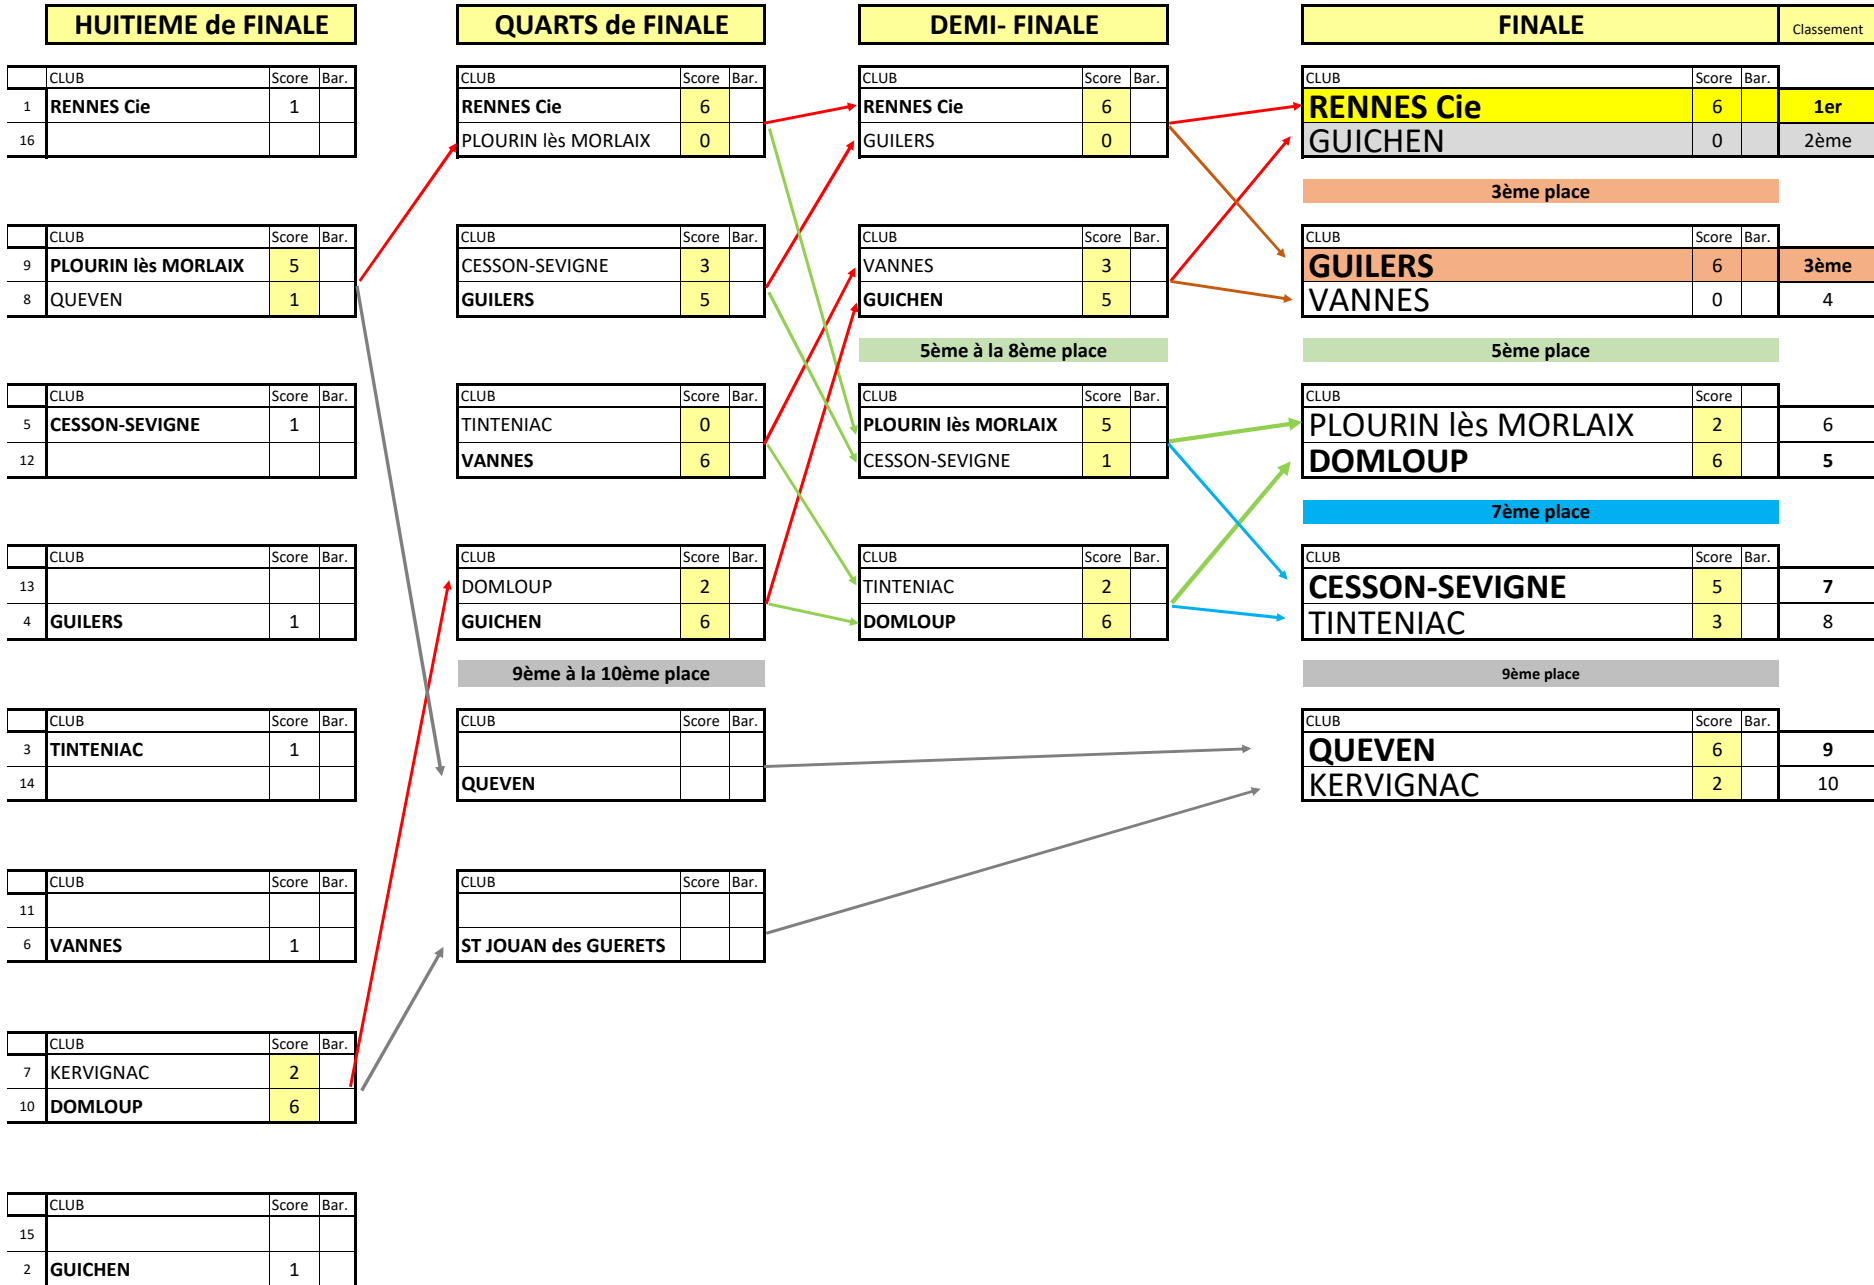 HUITIEME de FINALE
QUARTS de FINALE
DEMI- FINALE
FINALE
Classement
CLUB Score Bar.
1 RENNES Cie 1
16
CLUB Score Bar.
9 PLOURIN lès MORLAIX 5
8 QUEVEN 1
CLUB Score Bar.
5 CESSON-SEVIGNE 1
12
CLUB Score Bar.
13
4 GUILERS 1
CLUB Score Bar.
3 TINTENIAC 1
14
CLUB Score Bar.
11
6 VANNES 1
CLUB Score Bar.
7 KERVIGNAC 2
10 DOMLOUP 6
CLUB Score Bar.
15
2 GUICHEN 1
CLUB Score Bar.
RENNES Cie 6
PLOURIN lès MORLAIX 0
CLUB Score Bar.
CESSON-SEVIGNE 3
GUILERS 5
CLUB Score Bar.
TINTENIAC 0
VANNES 6
CLUB Score Bar.
DOMLOUP 2
GUICHEN 6
9ème à la 10ème place
CLUB Score Bar.
QUEVEN
CLUB Score Bar.
ST JOUAN des GUERETS
CLUB Score Bar.
RENNES Cie 6
GUILERS 0
CLUB Score Bar.
VANNES 3
GUICHEN 5
5ème à la 8ème place
CLUB Score Bar.
PLOURIN lès MORLAIX 5
CESSON-SEVIGNE 1
CLUB Score Bar.
TINTENIAC 2
DOMLOUP 6
CLUB Score Bar.
RENNES Cie 6 1er
GUICHEN 0 2ème
3ème place
CLUB Score Bar.
GUILERS 6 3ème
VANNES 0 4
5ème place
CLUB Score
PLOURIN lès MORLAIX 2 6
DOMLOUP 6 5
7ème place
CLUB Score Bar.
CESSON-SEVIGNE 5 7
TINTENIAC 3 8
9ème place
CLUB Score Bar.
QUEVEN 6 9
KERVIGNAC 2 10